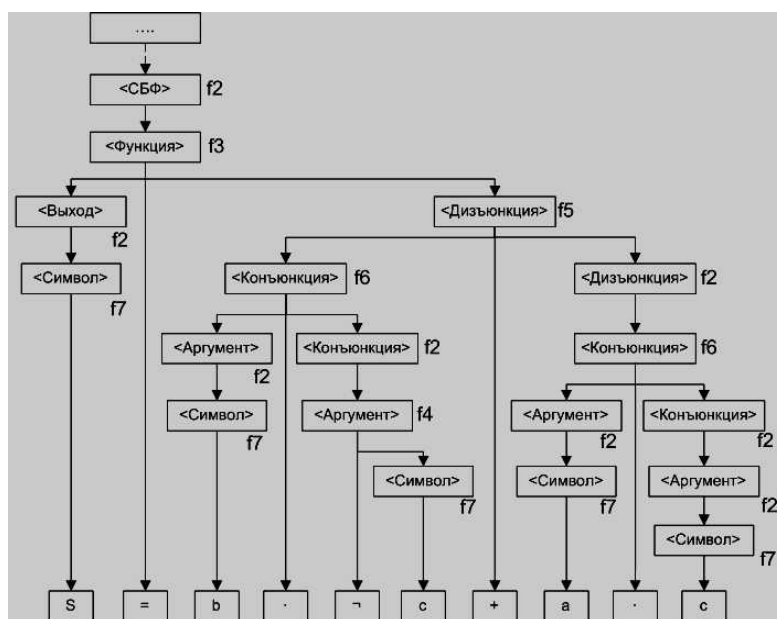 ....
<СБФ> f2
<Функция> f3
<Выход> <Дизъюнкция> f5
f2
<Символ> <Конъюнкция> f6 <Дизъюнкция> f2
f7
<Аргумент> <Конъюнкция> f2 <Конъюнкция> f6
f2
<Символ> <Аргумент> f4 <Аргумент> <Конъюнкция>
f7 f2 f2
<Символ> <Символ> <Аргумент>
f7 f7 f2
<Символ>
f7
S = b · ¬ c + a · c